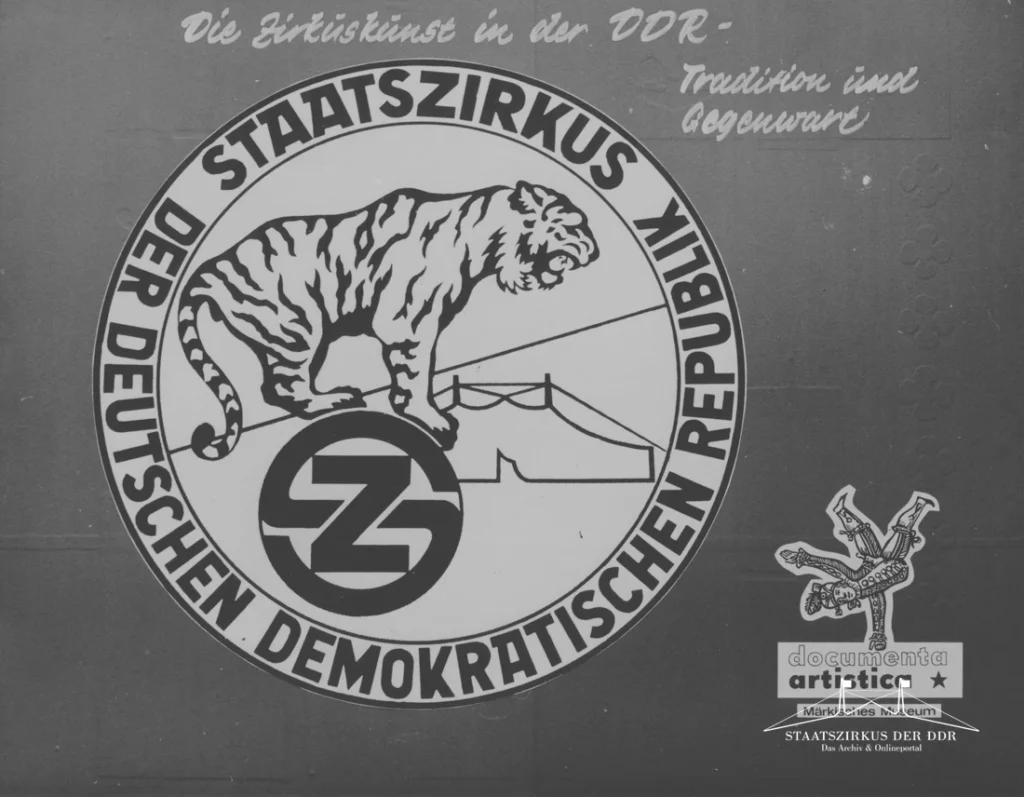 Die Zirkuskunst in der DDR -
Tradition und
Gegenwart
STAATSZIRKUS
DER DEUTSCHEN DEMOKRATISCHEN REPUBLIK
SZ
documenta
artistica ★
Märkisches Museum
STAATSZIRKUS DER DDR
Das Archiv & Onlineportal